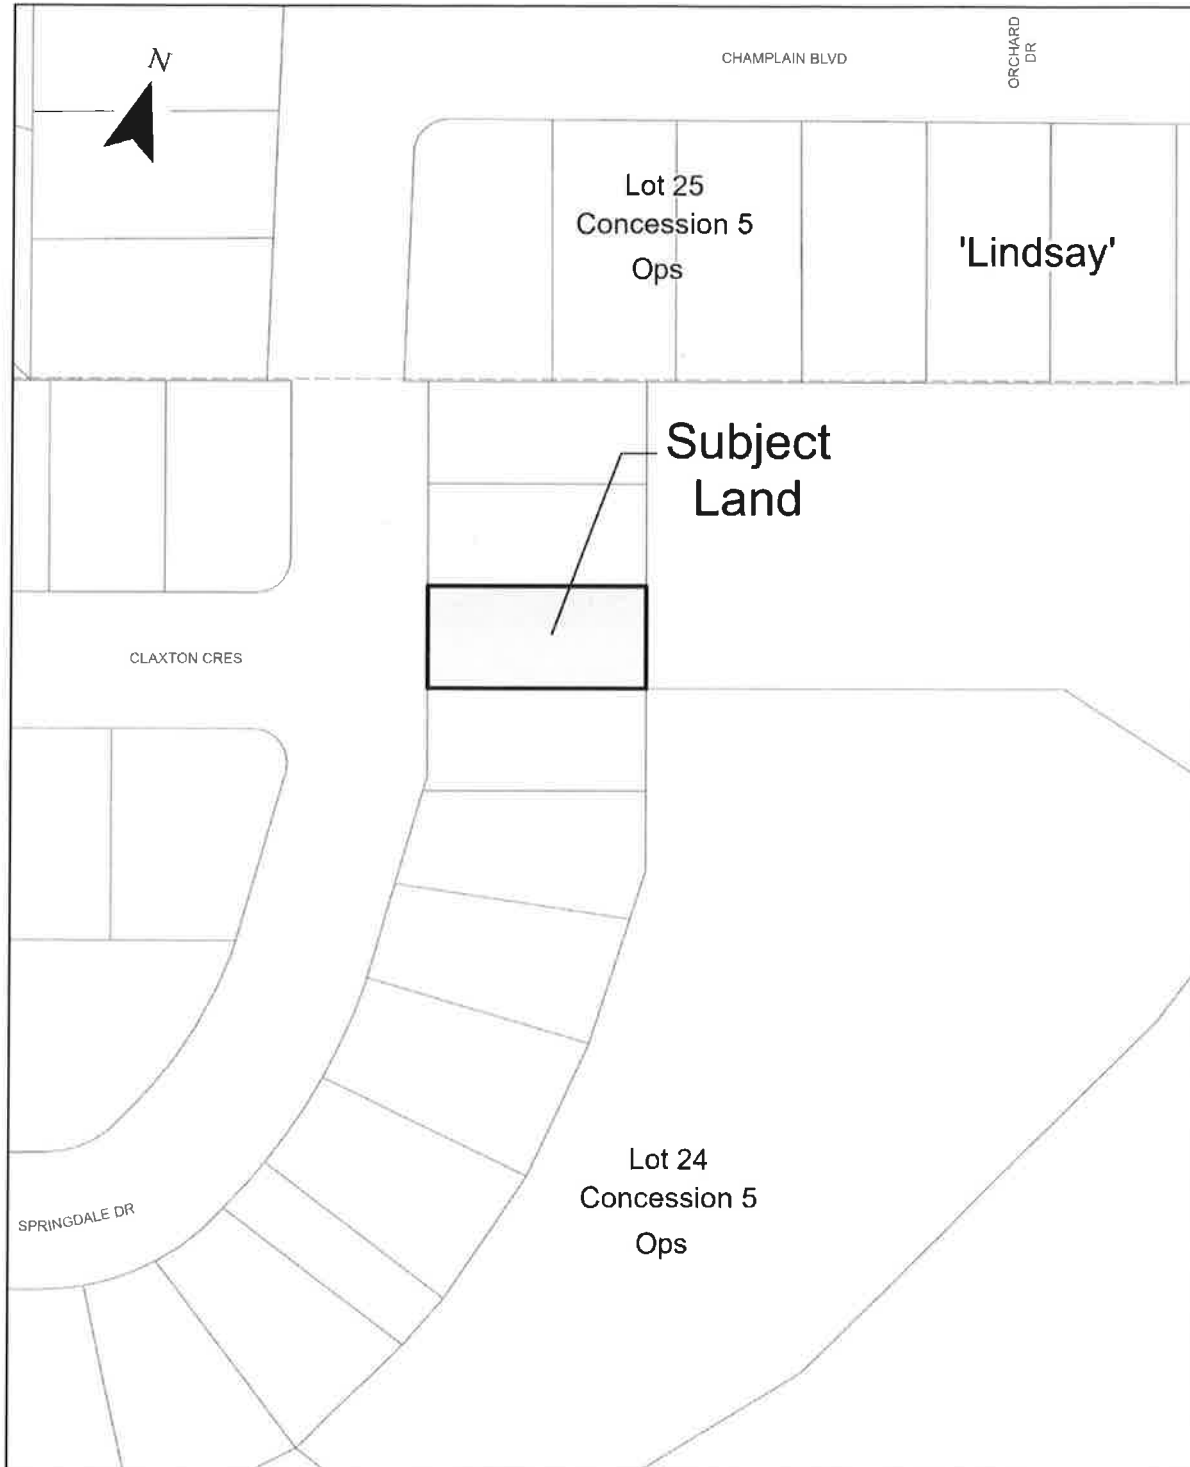 N
CHAMPLAIN BLVD
ORCHARD
DR
Lot 25
Concession 5
Ops
'Lindsay'
Subject
Land
CLAXTON CRES
Lot 24
Concession 5
Ops
SPRINGDALE DR